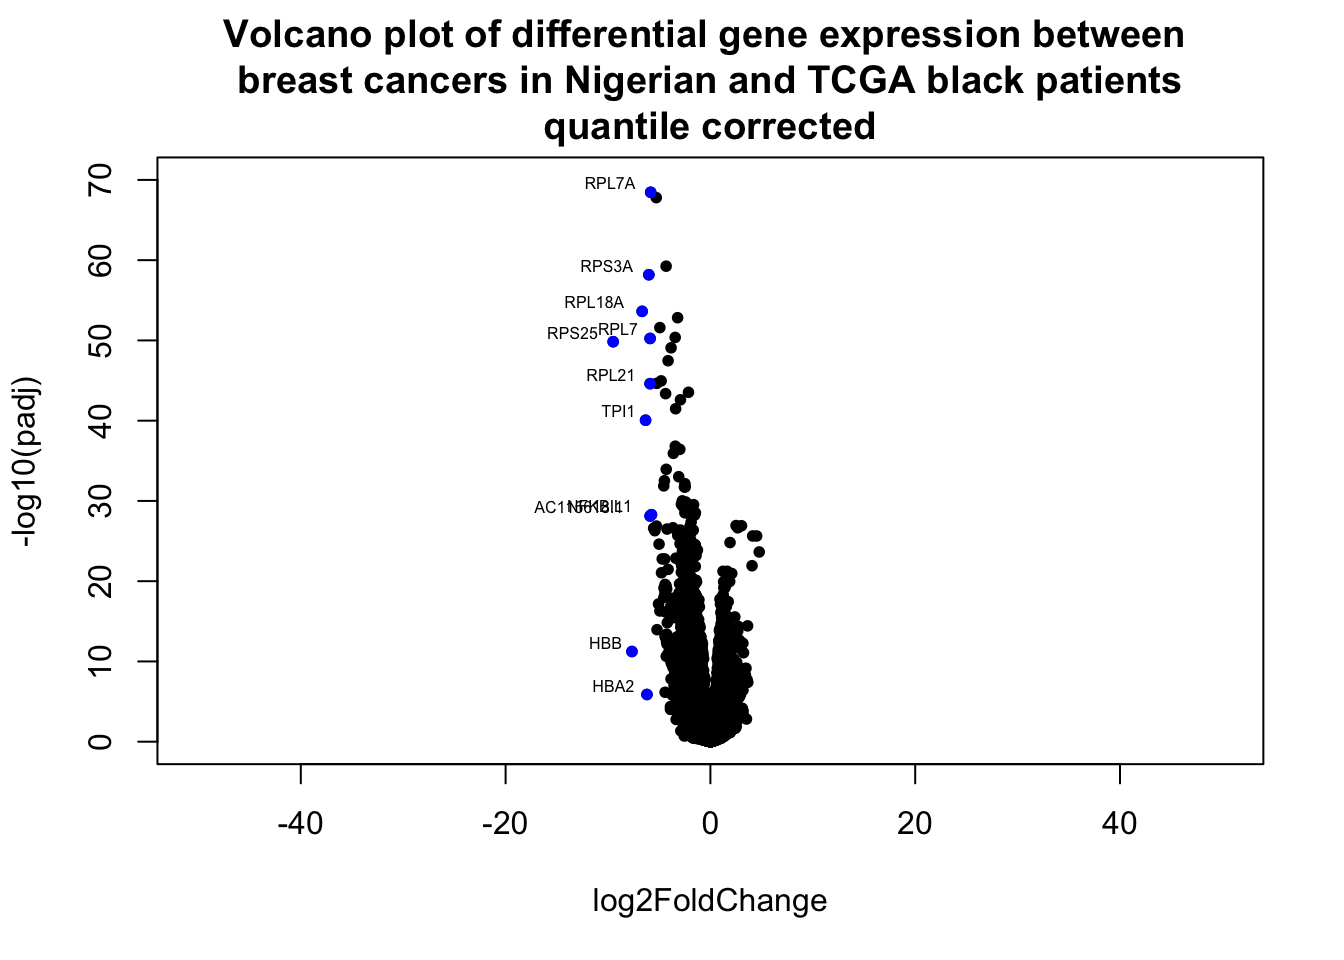 Volcano plot of differential gene expression between
breast cancers in Nigerian and TCGA black patients
quantile corrected
-log10(padj)
70
60
50
40
30
20
10
0
RPL7A
RPS3A
RPL18A
RPS25
RPL7
RPL21
TPI1
HBB
HBA2
-40
-20
0
20
40
log2FoldChange